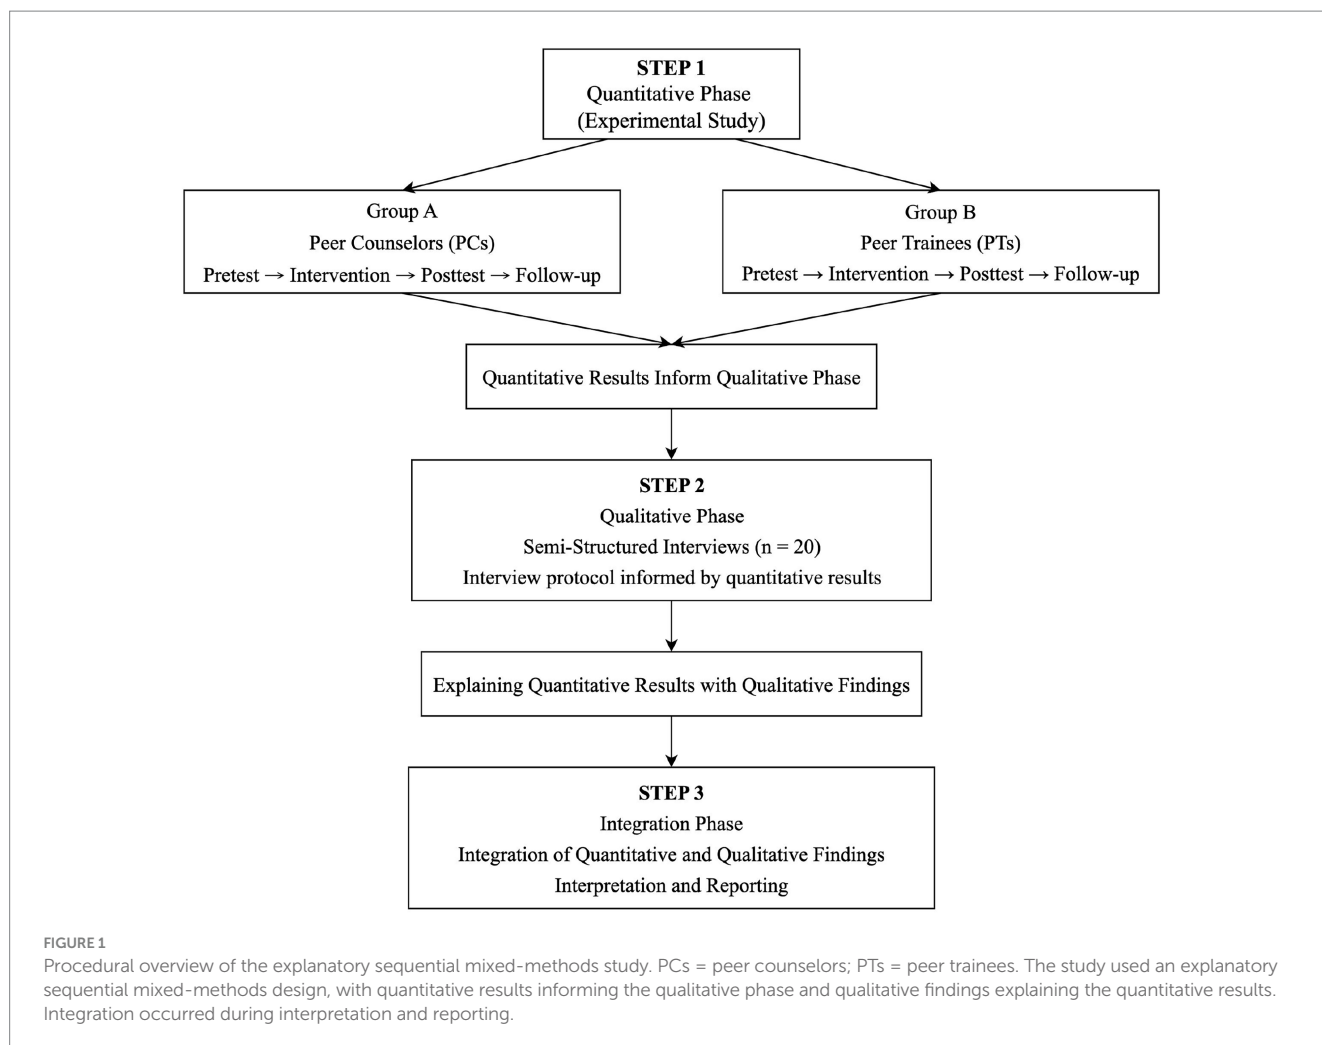 STEP 1
Quantitative Phase
(Experimental Study)
Group A
Peer Counselors (PCs)
Pretest → Intervention → Posttest → Follow-up
Group B
Peer Trainees (PTs)
Pretest → Intervention → Posttest → Follow-up
Quantitative Results Inform Qualitative Phase
STEP 2
Qualitative Phase
Semi-Structured Interviews (n = 20)
Interview protocol informed by quantitative results
Explaining Quantitative Results with Qualitative Findings
STEP 3
Integration Phase
Integration of Quantitative and Qualitative Findings
Interpretation and Reporting
FIGURE 1
Procedural overview of the explanatory sequential mixed-methods study. PCs = peer counselors; PTs = peer trainees. The study used an explanatory
sequential mixed-methods design, with quantitative results informing the qualitative phase and qualitative findings explaining the quantitative results.
Integration occurred during interpretation and reporting.